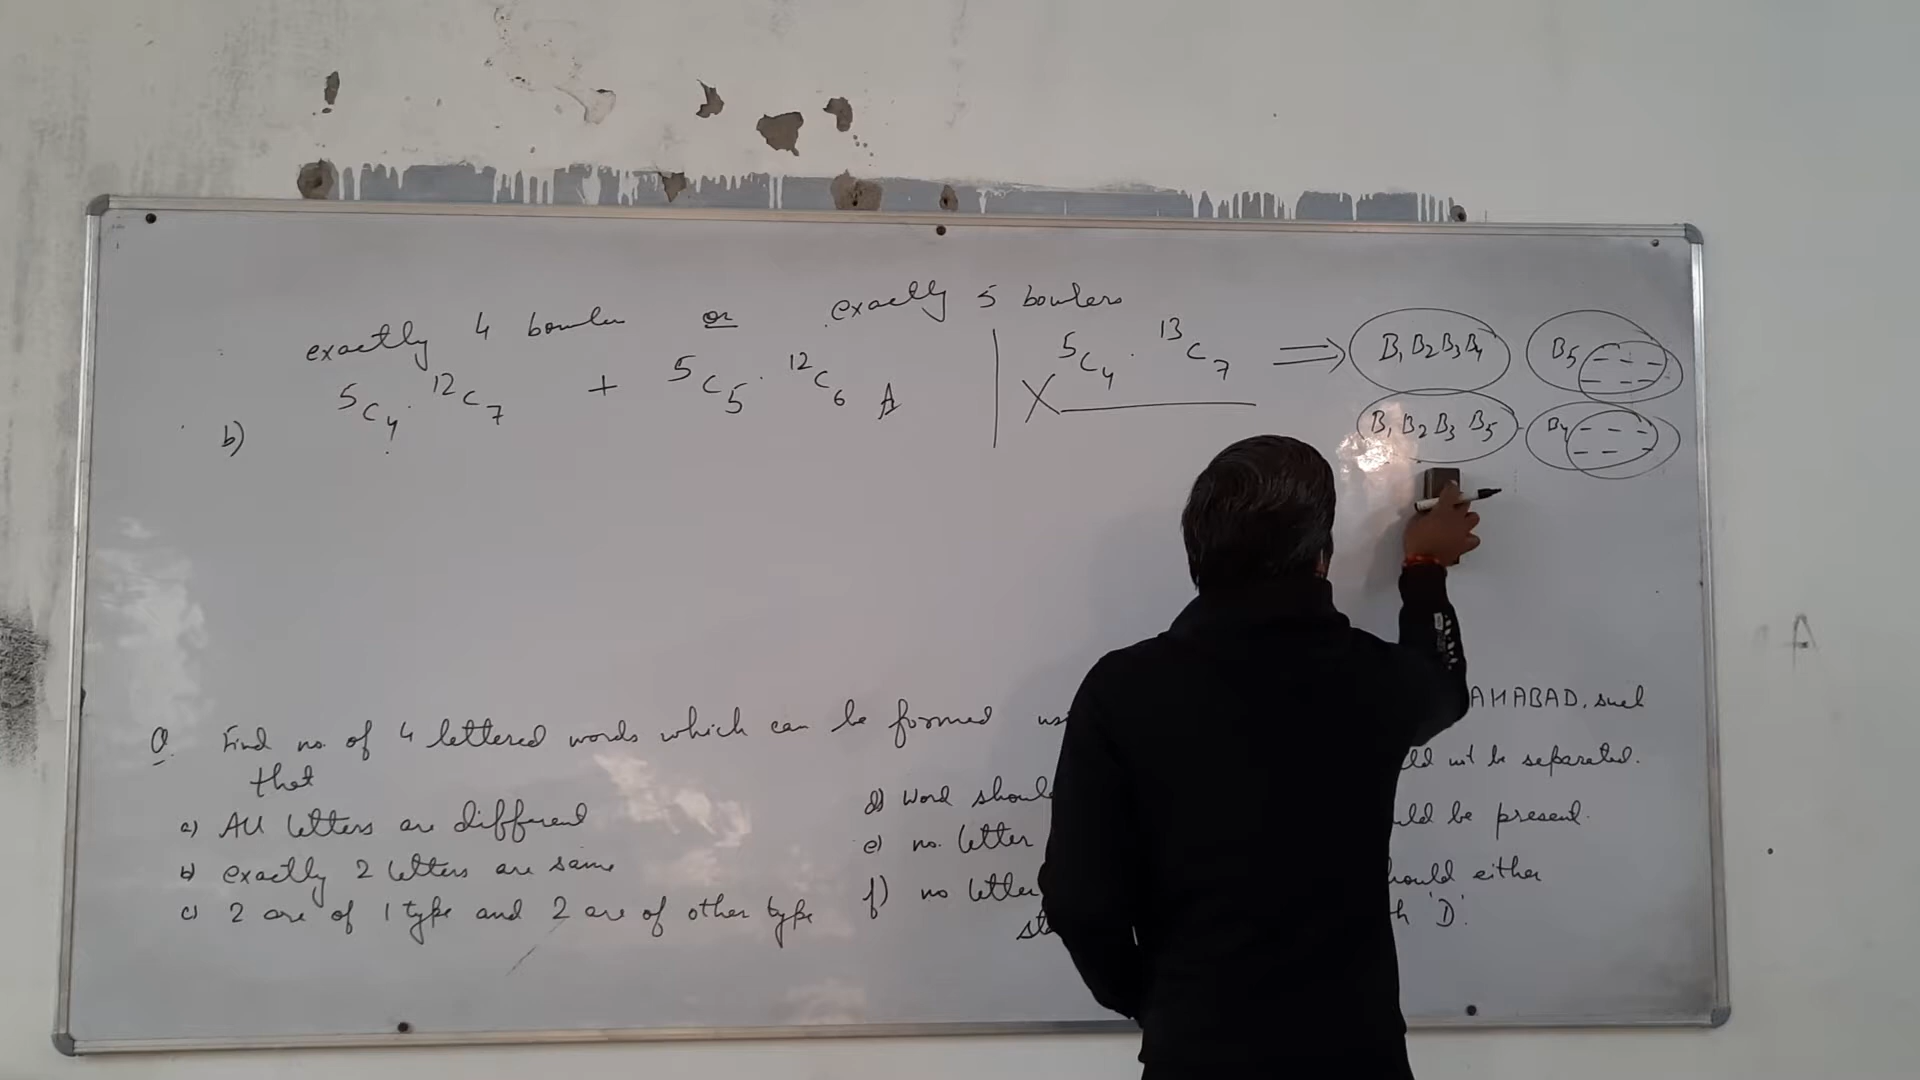 exactly 4 bowler or exactly 5 bowlers
⁵C₄ · ¹²C₇ + ⁵C₅ · ¹²C₆ A
X ⁵C₄ · ¹³C₇ ⇒ B₁ B₂ B₃ B₄ B₅ – – – – – –
B₁ B₂ B₃ B₅ B₄ – – – – –
b)
Q. Find no. of 4 lettered words which can be formed AHABAD, such
that not be separated.
a) All letters are different
b) exactly 2 letters are same
c) 2 are of 1 type and 2 are of other type
d) Word
e) no. letter be present.
f) no letter either
'D'.
A